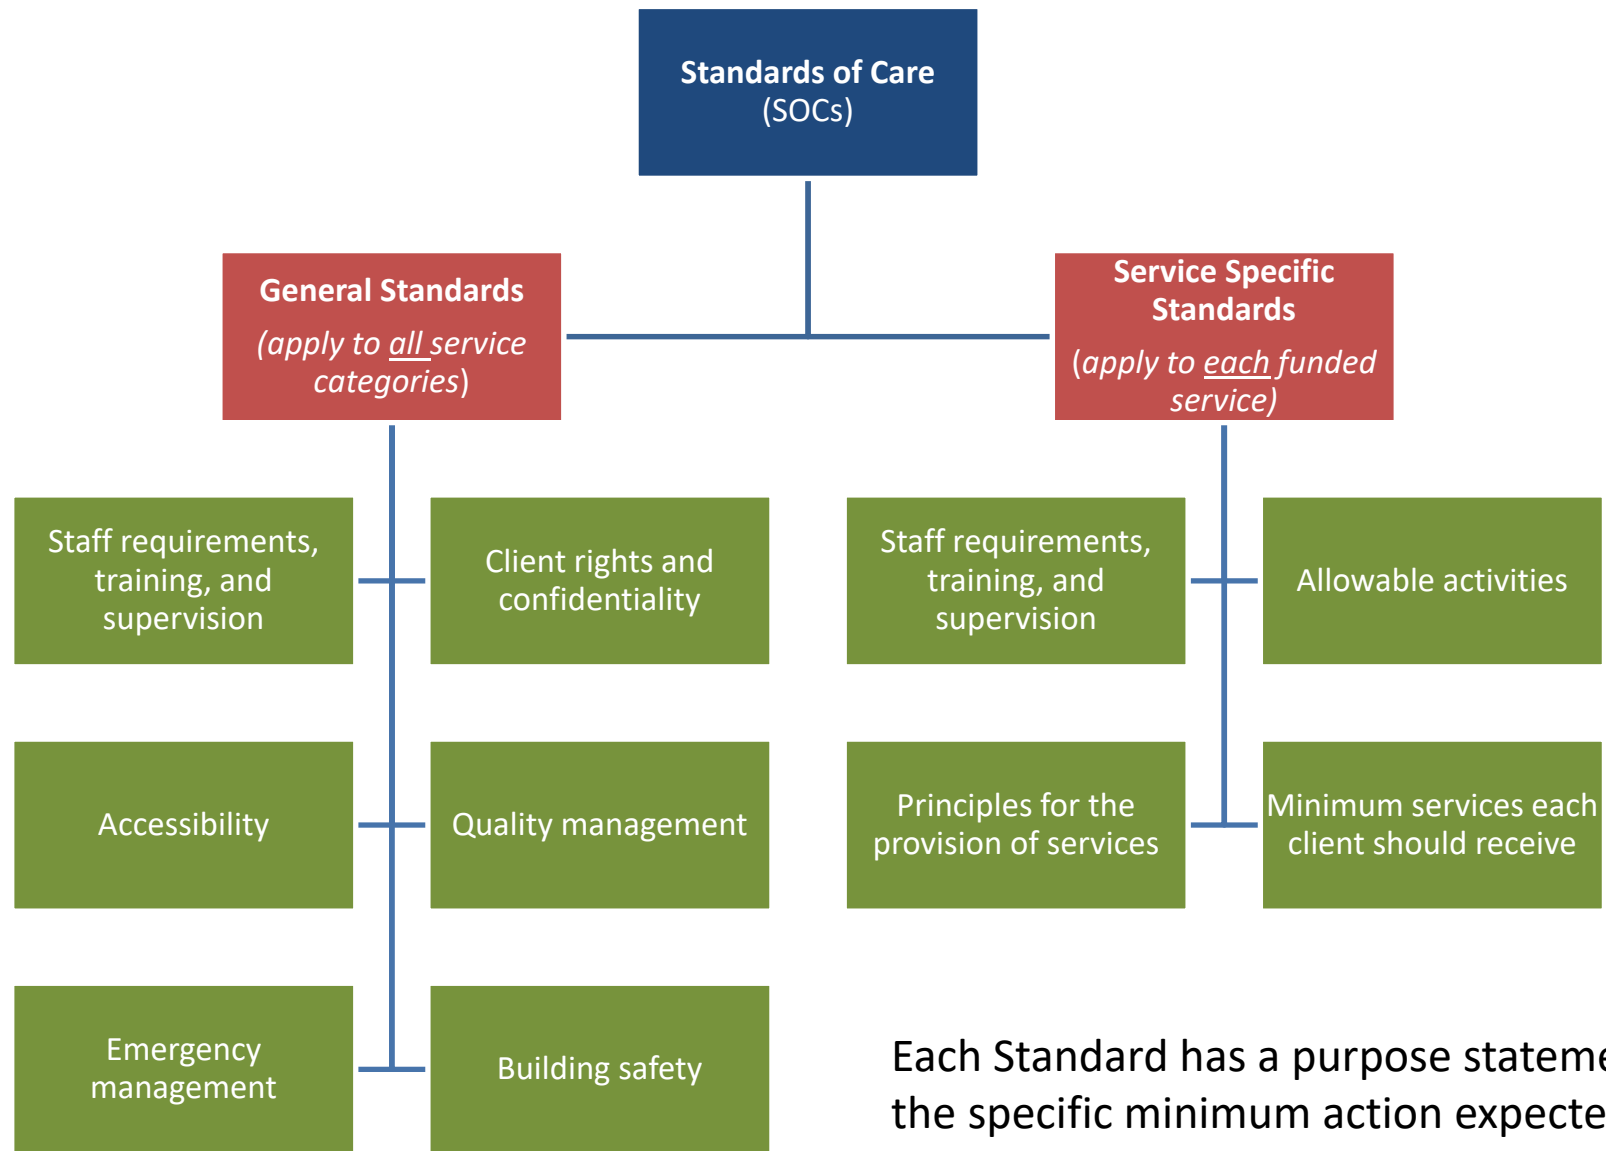 Standards of Care
(SOCs)
General Standards
(apply to all service
categories)
Service Specific
Standards
(apply to each funded
service)
Staff requirements,
training, and
supervision
Client rights and
confidentiality
Accessibility
Quality management
Emergency
management
Building safety
Staff requirements,
training, and
supervision
Allowable activities
Principles for the
provision of services
Minimum services each
client should receive
Each Standard has a purpose
the specific minimum action